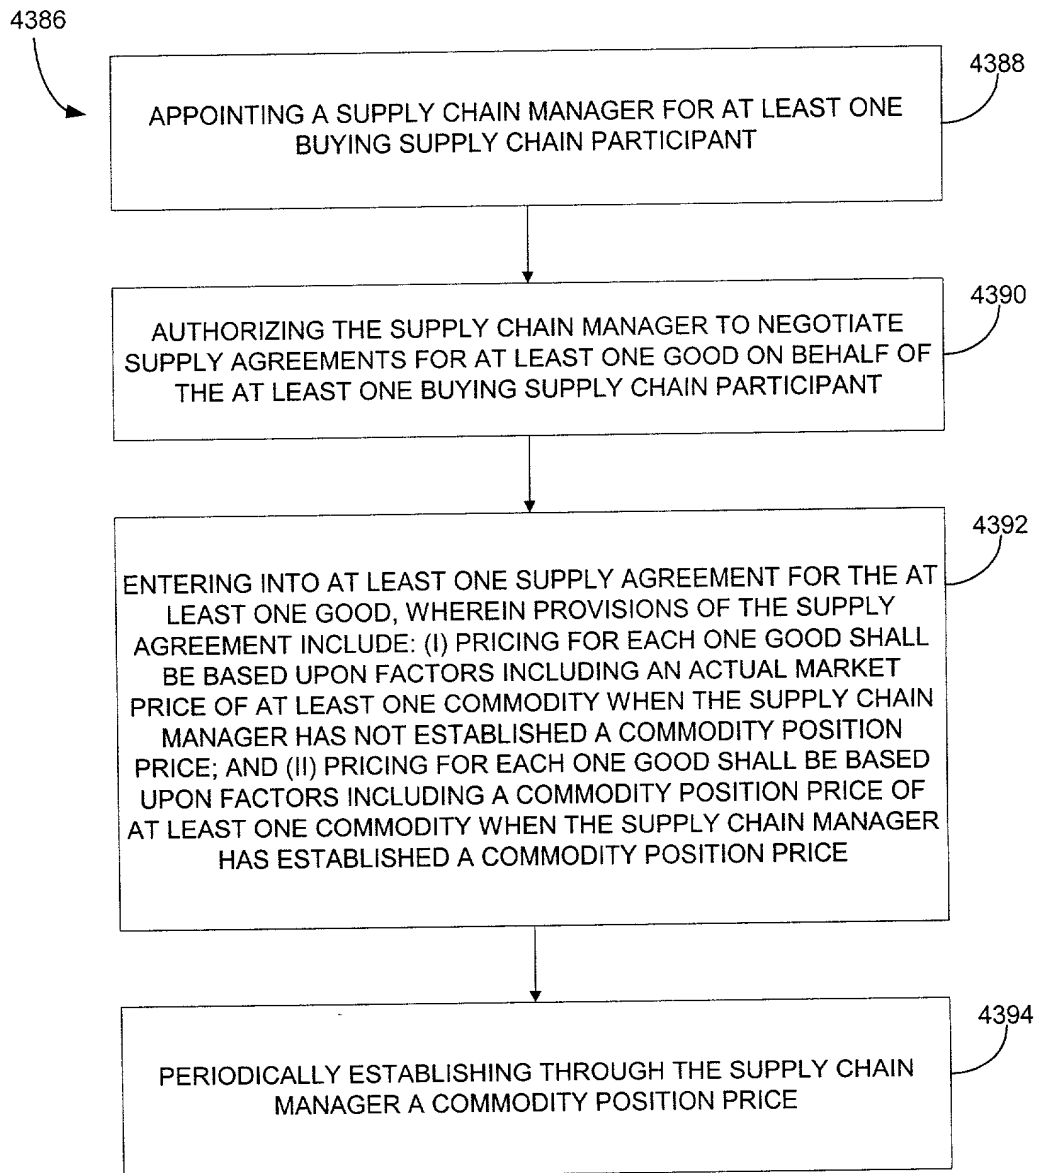 4386
4388
APPOINTING A SUPPLY CHAIN MANAGER FOR AT LEAST ONE
BUYING SUPPLY CHAIN PARTICIPANT
4390
AUTHORIZING THE SUPPLY CHAIN MANAGER TO NEGOTIATE
SUPPLY AGREEMENTS FOR AT LEAST ONE GOOD ON BEHALF OF
THE AT LEAST ONE BUYING SUPPLY CHAIN PARTICIPANT
4392
ENTERING INTO AT LEAST ONE SUPPLY AGREEMENT FOR THE AT
LEAST ONE GOOD, WHEREIN PROVISIONS OF THE SUPPLY
AGREEMENT INCLUDE: (I) PRICING FOR EACH ONE GOOD SHALL
BE BASED UPON FACTORS INCLUDING AN ACTUAL MARKET
PRICE OF AT LEAST ONE COMMODITY WHEN THE SUPPLY CHAIN
MANAGER HAS NOT ESTABLISHED A COMMODITY POSITION
PRICE; AND (II) PRICING FOR EACH ONE GOOD SHALL BE BASED
UPON FACTORS INCLUDING A COMMODITY POSITION PRICE OF
AT LEAST ONE COMMODITY WHEN THE SUPPLY CHAIN MANAGER
HAS ESTABLISHED A COMMODITY POSITION PRICE
4394
PERIODICALLY ESTABLISHING THROUGH THE SUPPLY CHAIN
MANAGER A COMMODITY POSITION PRICE